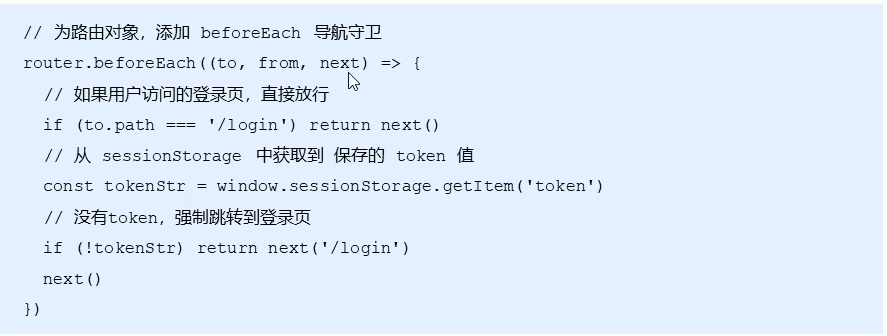 // 为路由对象，添加 beforeEach 导航守卫
router.beforeEach((to, from, next) => {
  // 如果用户访问的登录页，直接放行
  if (to.path === '/login') return next()
  // 从 sessionStorage 中获取到 保存的 token 值
  const tokenStr = window.sessionStorage.getItem('token')
  // 没有token，强制跳转到登录页
  if (!tokenStr) return next('/login')
  next()
})